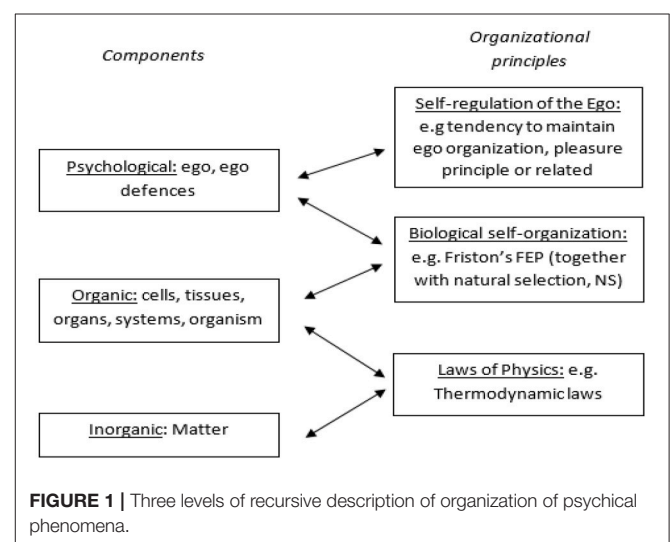 Components
Organizational
principles
Psychological: ego, ego
defences
Self-regulation of the Ego:
e.g tendency to maintain
ego organization, pleasure
principle or related
Biological self-organization:
e.g. Friston's FEP (together
with natural selection, NS)
Organic: cells, tissues,
organs, systems, organism
Laws of Physics: e.g.
Thermodynamic laws
Inorganic: Matter
FIGURE 1 | Three levels of recursive description of organization of psychical
phenomena.